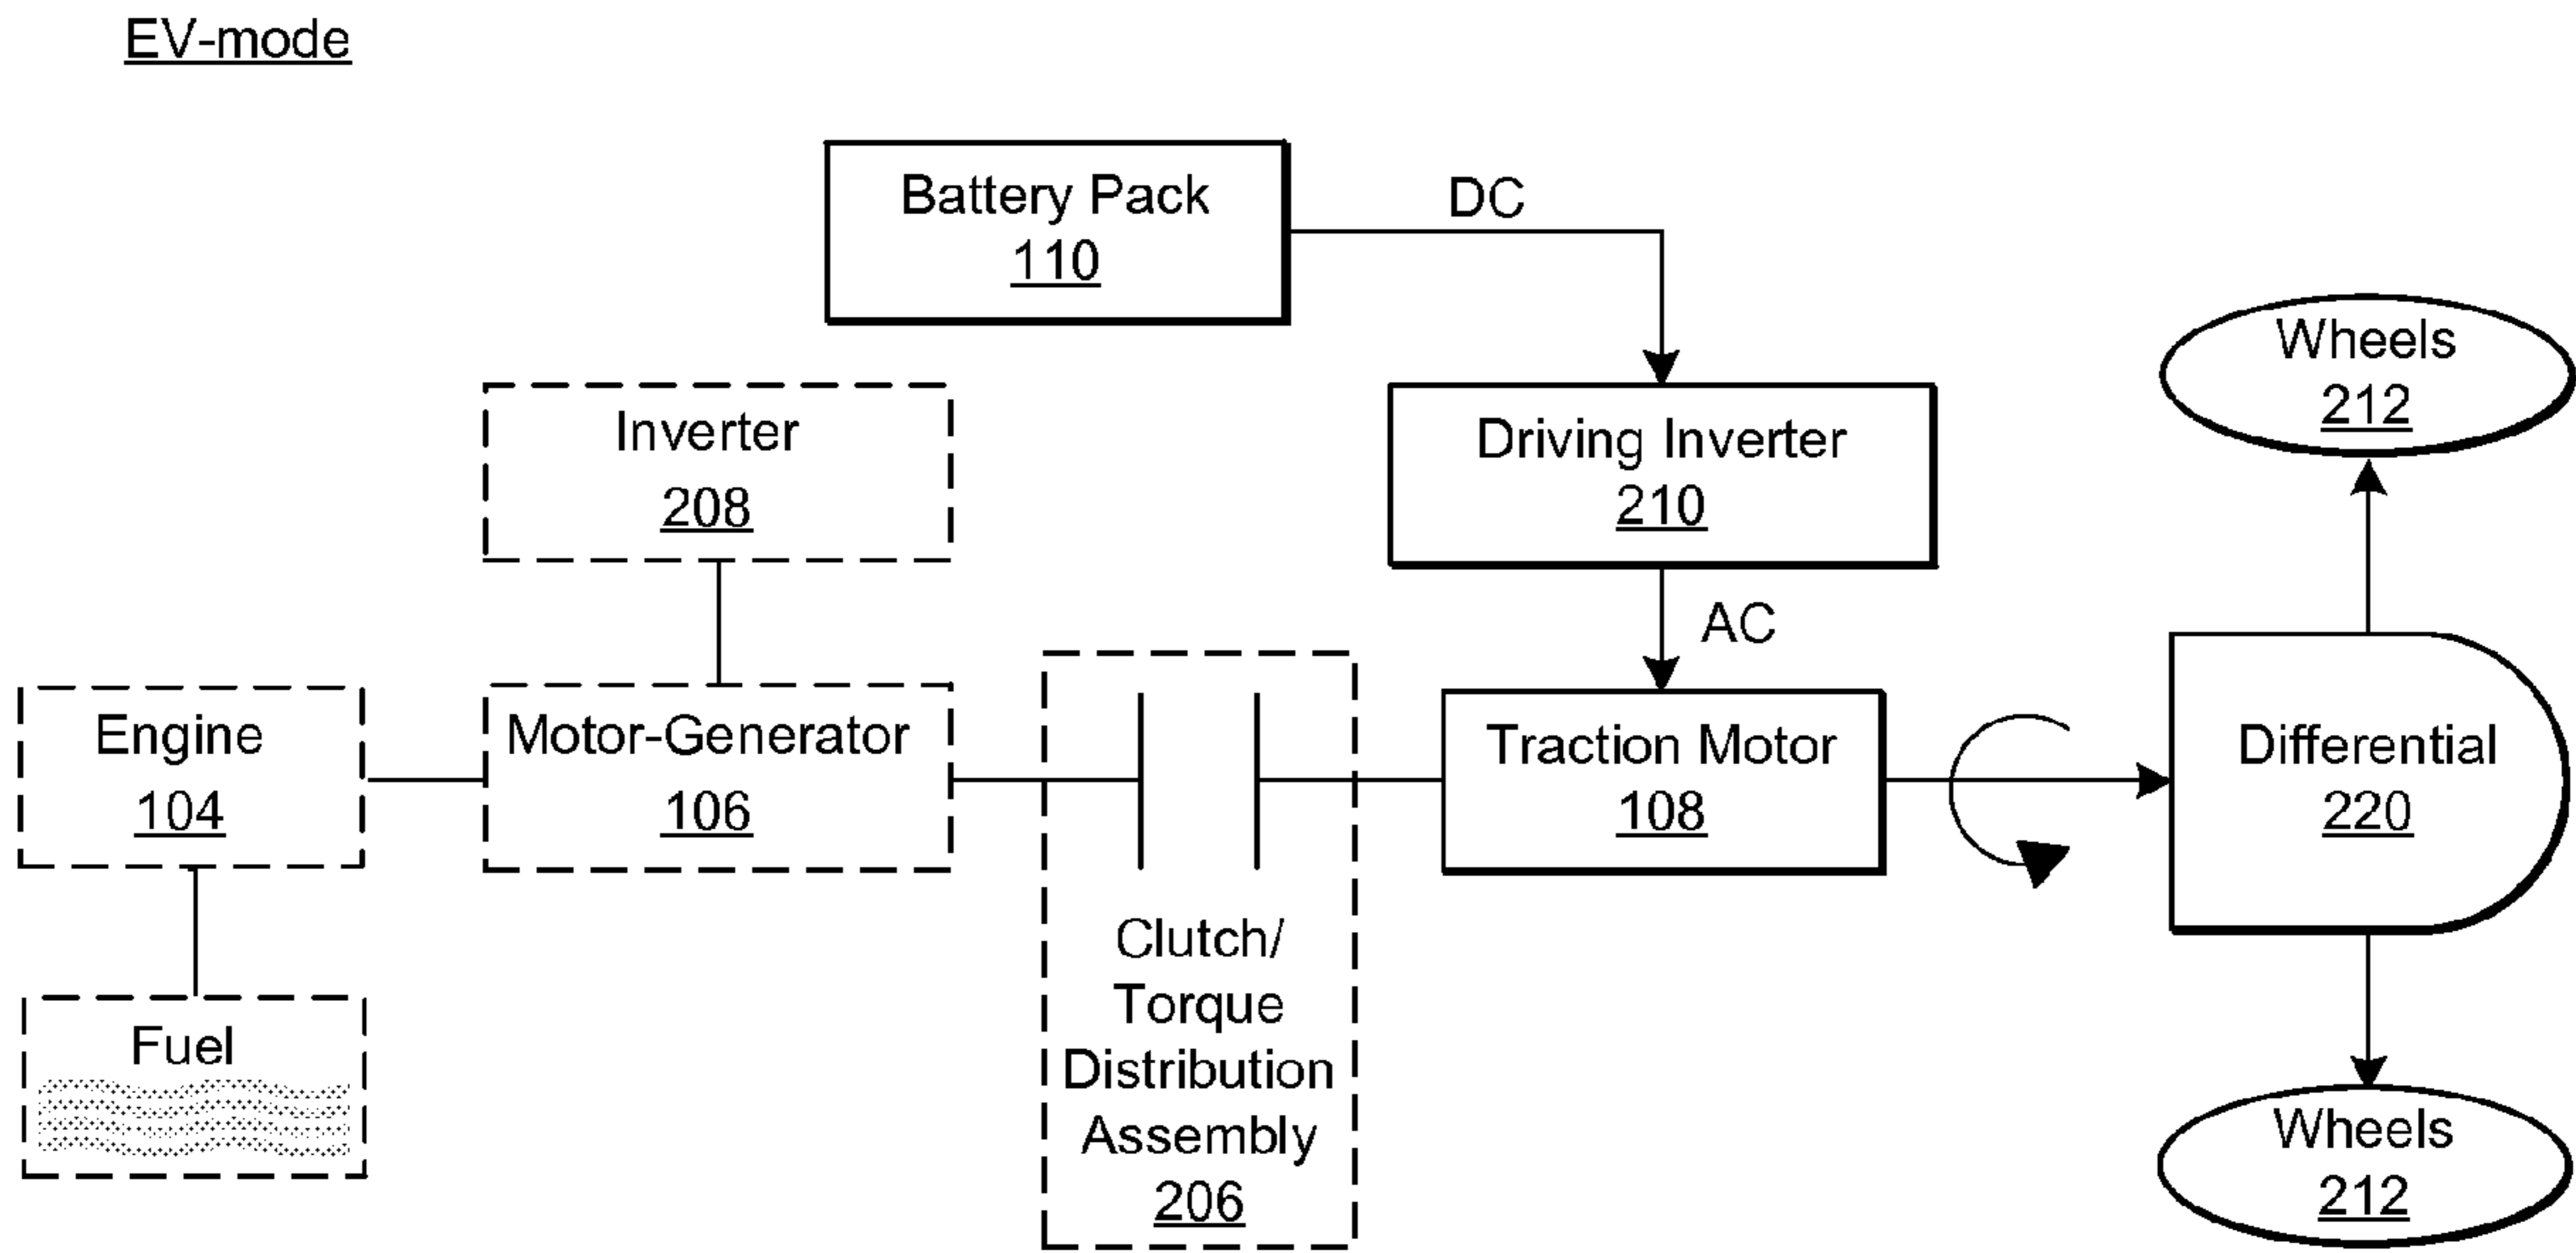 EV-mode
Battery Pack
110
DC
Wheels
212
Inverter
208
Driving Inverter
210
AC
Engine
104
Motor-Generator
106
Traction Motor
108
Differential
220
Clutch/
Torque
Distribution
Assembly
206
Fuel
Wheels
212